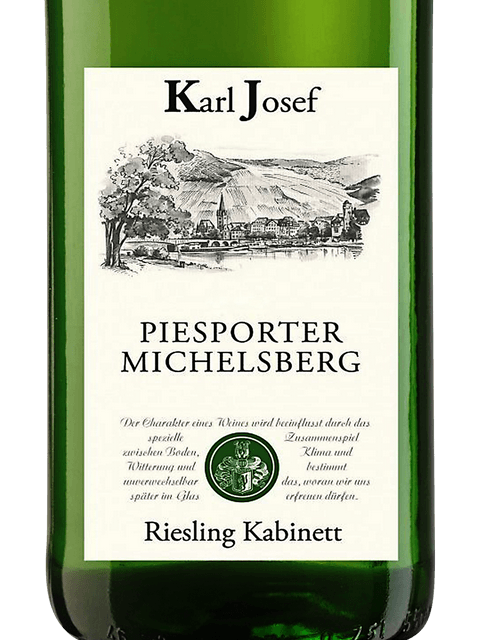 Karl Josef
PIESPORTER
MICHELSBERG
Der Charakter eines Weines wird beeinflusst durch das
spezielle Zusammenspiel
zwischen Boden, Klima und
Witterung und bestimmt
unverwechselbar das, woran wir uns
später im Glas erfreuen dürfen.
Riesling Kabinett